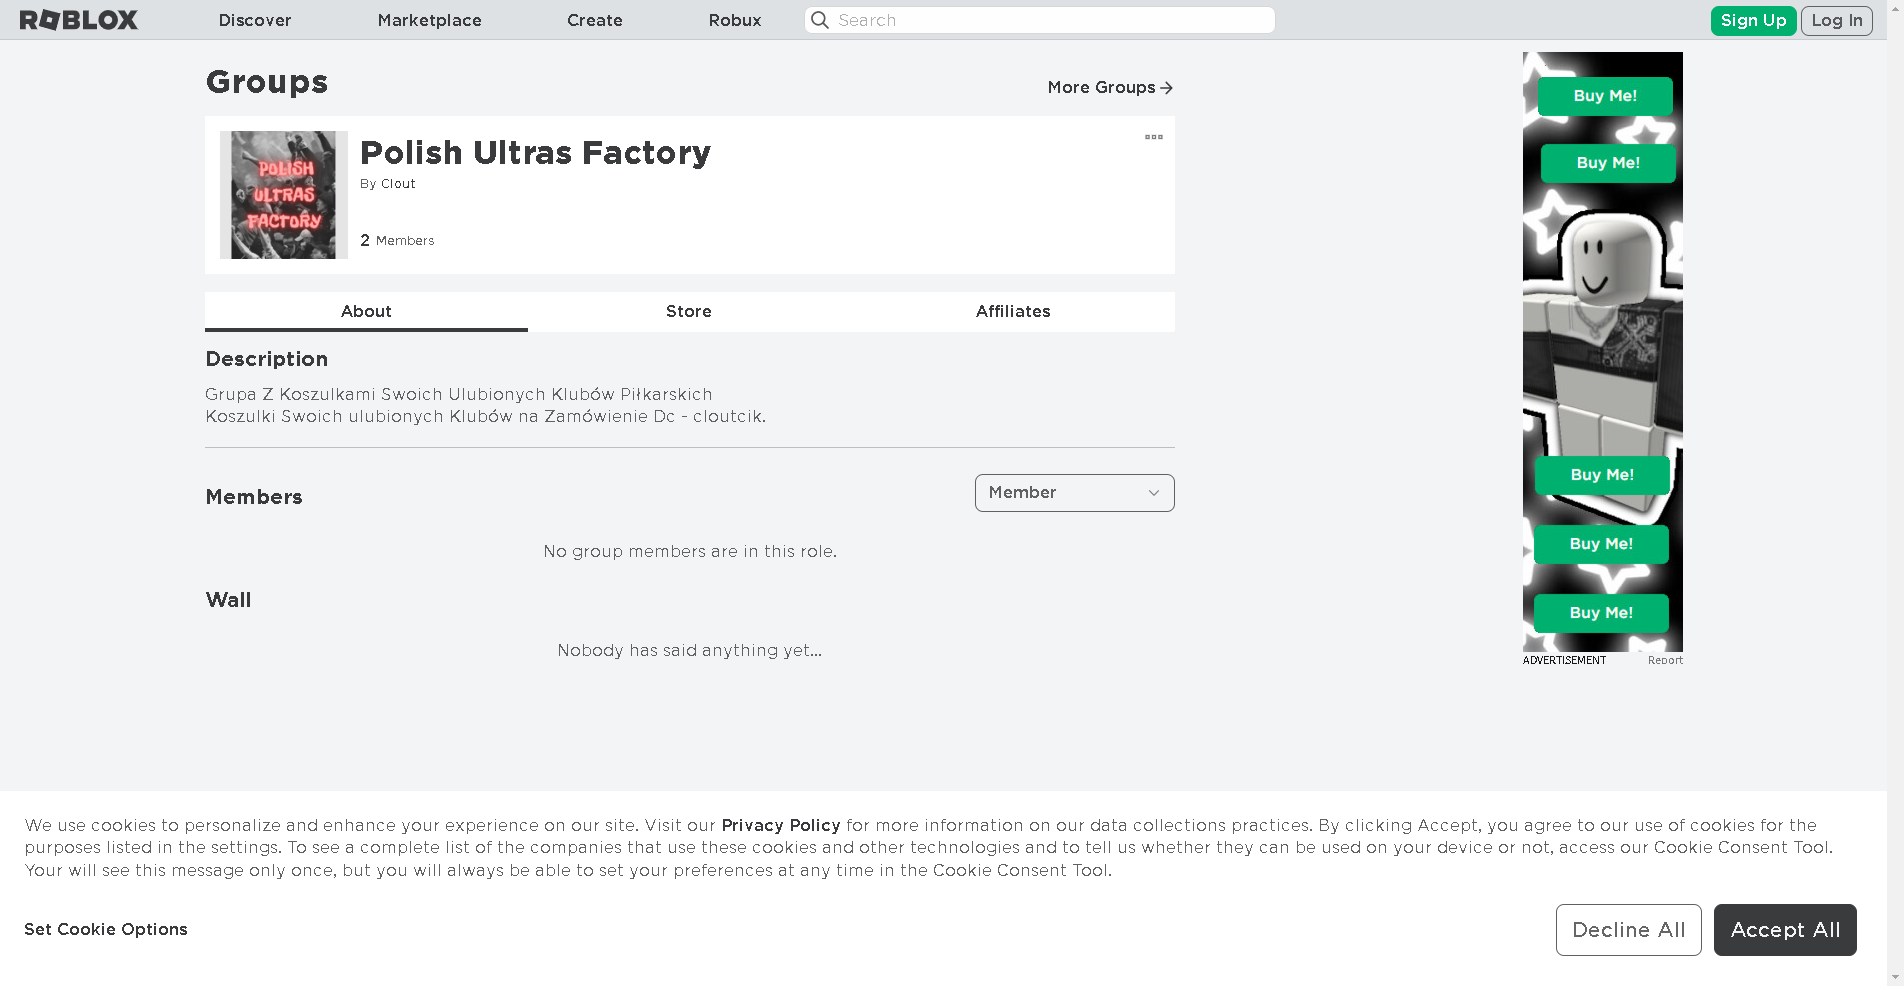 ROBLOX
Discover
Marketplace
Create
Robux
Search
Sign Up
Log In
Groups
More Groups
POLISH
ULTRAS
FACTORY
Polish Ultras Factory
By Clout
2 Members
About
Store
Affiliates
Description
Grupa Z Koszulkami Swoich Ulubionych Klubów Piłkarskich
Koszulki Swoich ulubionych Klubów na Zamówienie Dc - cloutcik.
Members
Member
No group members are in this role.
Wall
Nobody has said anything yet...
Buy Me!
Buy Me!
Buy Me!
Buy Me!
Buy Me!
ADVERTISEMENT
Report
We use cookies to personalize and enhance your experience on our site. Visit our Privacy Policy for more information on our data collections practices. By clicking Accept, you agree to our use of cookies for the
purposes listed in the settings. To see a complete list of the companies that use these cookies and other technologies and to tell us whether they can be used on your device or not, access our Cookie Consent Tool.
Your will see this message only once, but you will always be able to set your preferences at any time in the Cookie Consent Tool.
Set Cookie Options
Decline All
Accept All